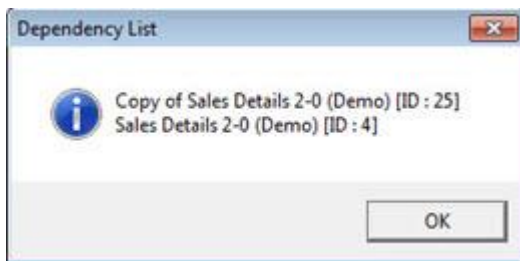 Dependency List
Copy of Sales Details 2-0 (Demo) [ID : 25]
Sales Details 2-0 (Demo) [ID : 4]
OK